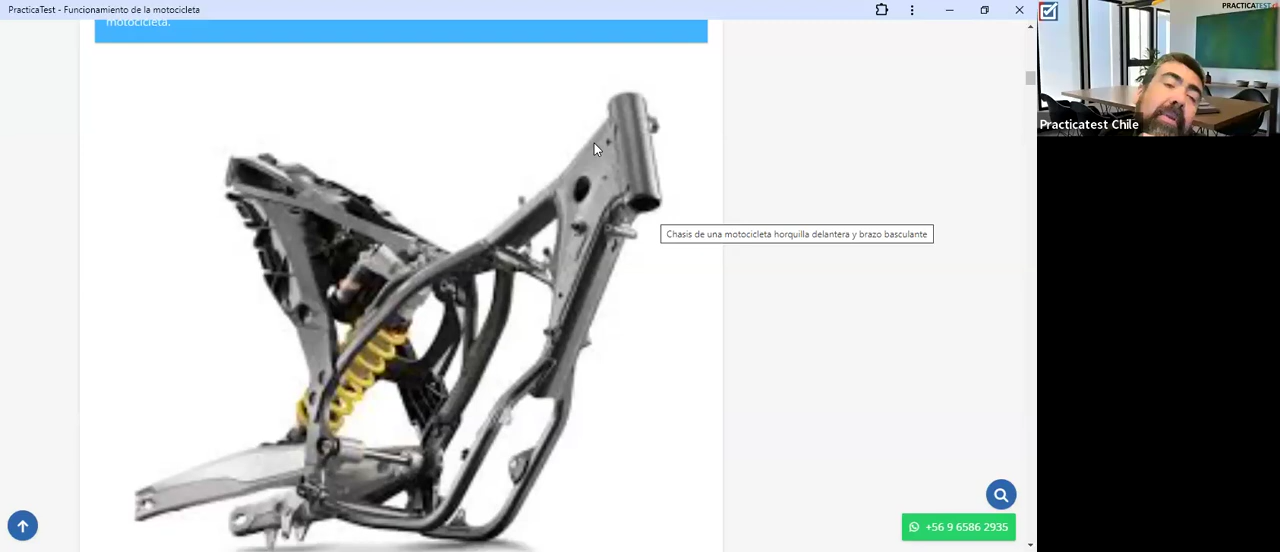 PracticaTest - Funcionamiento de la motocicleta
motocicleta.
Chasis de una motocicleta horquilla delantera y brazo basculante
+56 9 6586 2935
PRACTICATEST.cl
Practicatest Chile